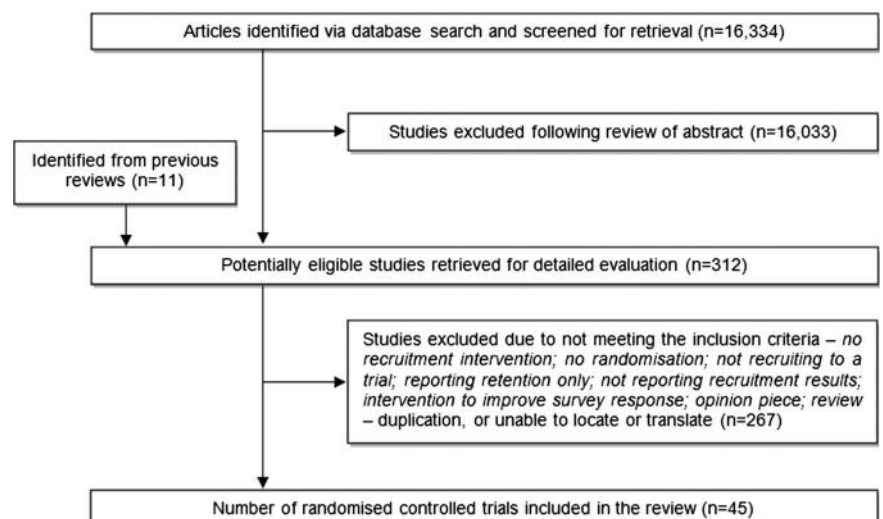 Articles identified via database search and screened for retrieval (n=16,334)
Studies excluded following review of abstract (n=16,033)
Identified from previous
reviews (n=11)
Potentially eligible studies retrieved for detailed evaluation (n=312)
Studies excluded due to not meeting the inclusion criteria – no
recruitment intervention; no randomisation; not recruiting to a
trial; reporting retention only; not reporting recruitment results;
intervention to improve survey response; opinion piece; review
– duplication, or unable to locate or translate (n=267)
Number of randomised controlled trials included in the review (n=45)